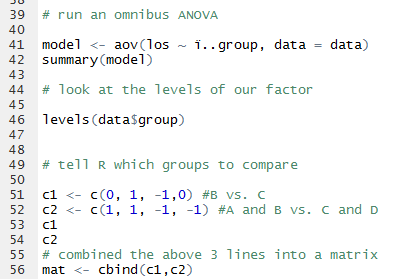 39 # run an omnibus ANOVA
40
41 model <- aov(los ~ ï..group, data = data)
42 summary(model)
43
44 # look at the levels of our factor
45
46 levels(data$group)
47
48
49 # tell R which groups to compare
50
51 c1 <- c(0, 1, -1,0) #B vs. C
52 c2 <- c(1, 1, -1, -1) #A and B vs. C and D
53 c1
54 c2
55 # combined the above 3 lines into a matrix
56 mat <- cbind(c1,c2)